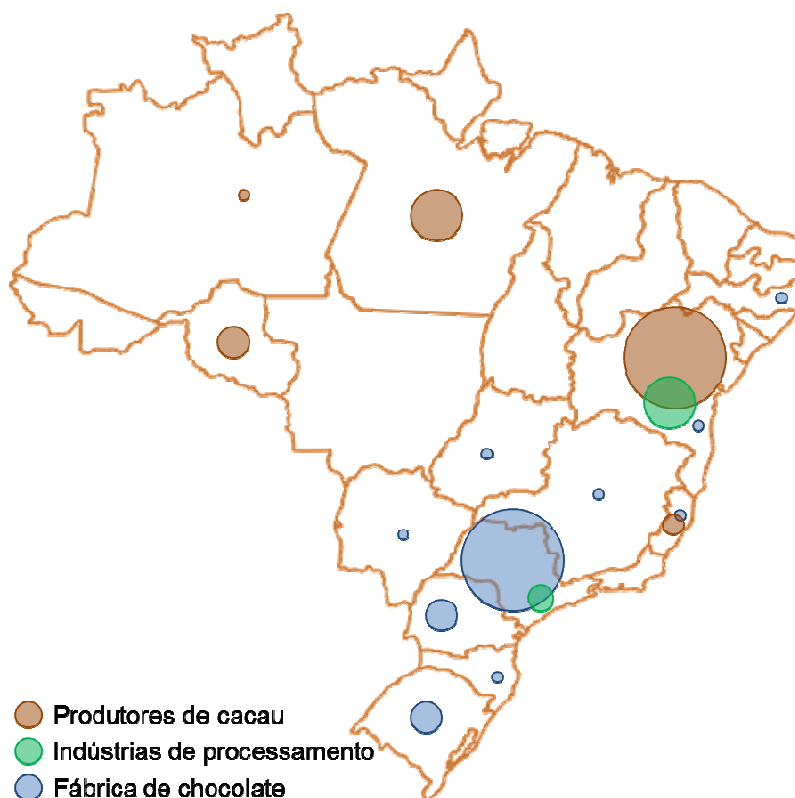 Produtores de cacau
Indústrias de processamento
Fábrica de chocolate